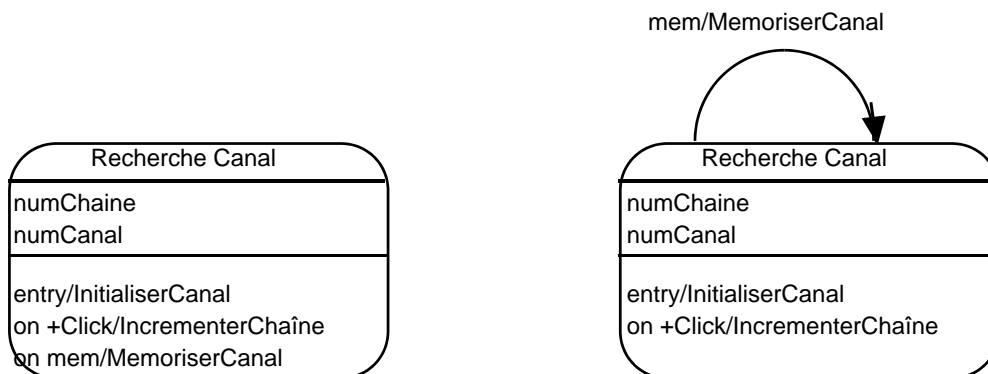 mem/MemoriserCanal
Recherche Canal
numChaine
numCanal
entry/InitialiserCanal
on +Click/IncrementerChaîne
on mem/MemoriserCanal
Recherche Canal
numChaine
numCanal
entry/InitialiserCanal
on +Click/IncrementerChaîne